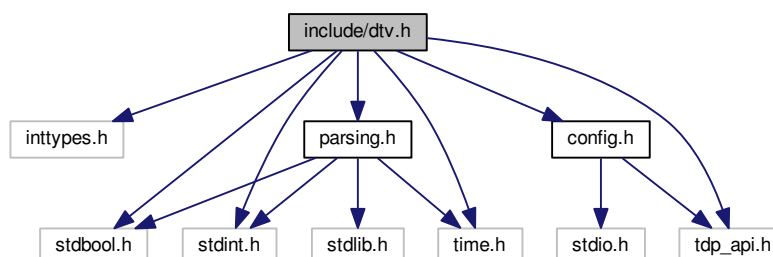 include/dtv.h
inttypes.h
parsing.h
config.h
stdbool.h
stdint.h
stdlib.h
time.h
stdio.h
tdp_api.h